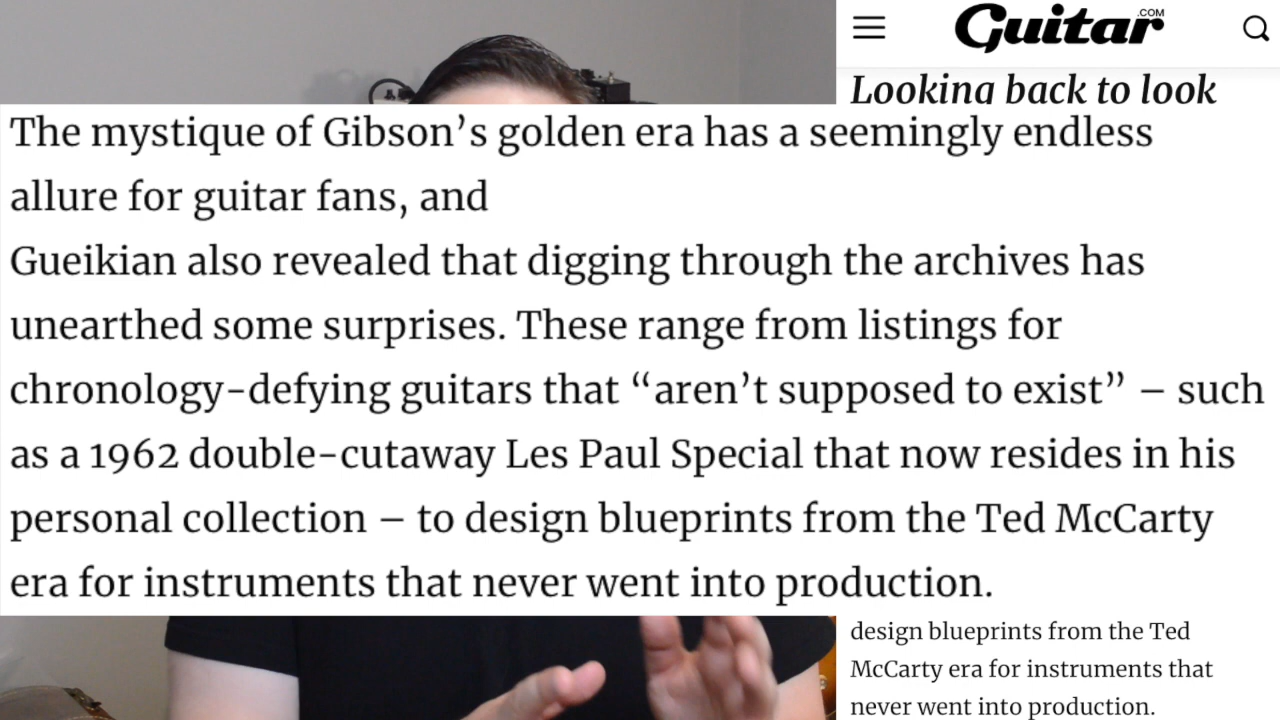 Guitar
.COM
Looking back to look
The mystique of Gibson’s golden era has a seemingly endless
allure for guitar fans, and
Gueikian also revealed that digging through the archives has
unearthed some surprises. These range from listings for
chronology-defying guitars that “aren’t supposed to exist” – such
as a 1962 double-cutaway Les Paul Special that now resides in his
personal collection – to design blueprints from the Ted McCarty
era for instruments that never went into production.
design blueprints from the Ted
McCarty era for instruments that
never went into production.